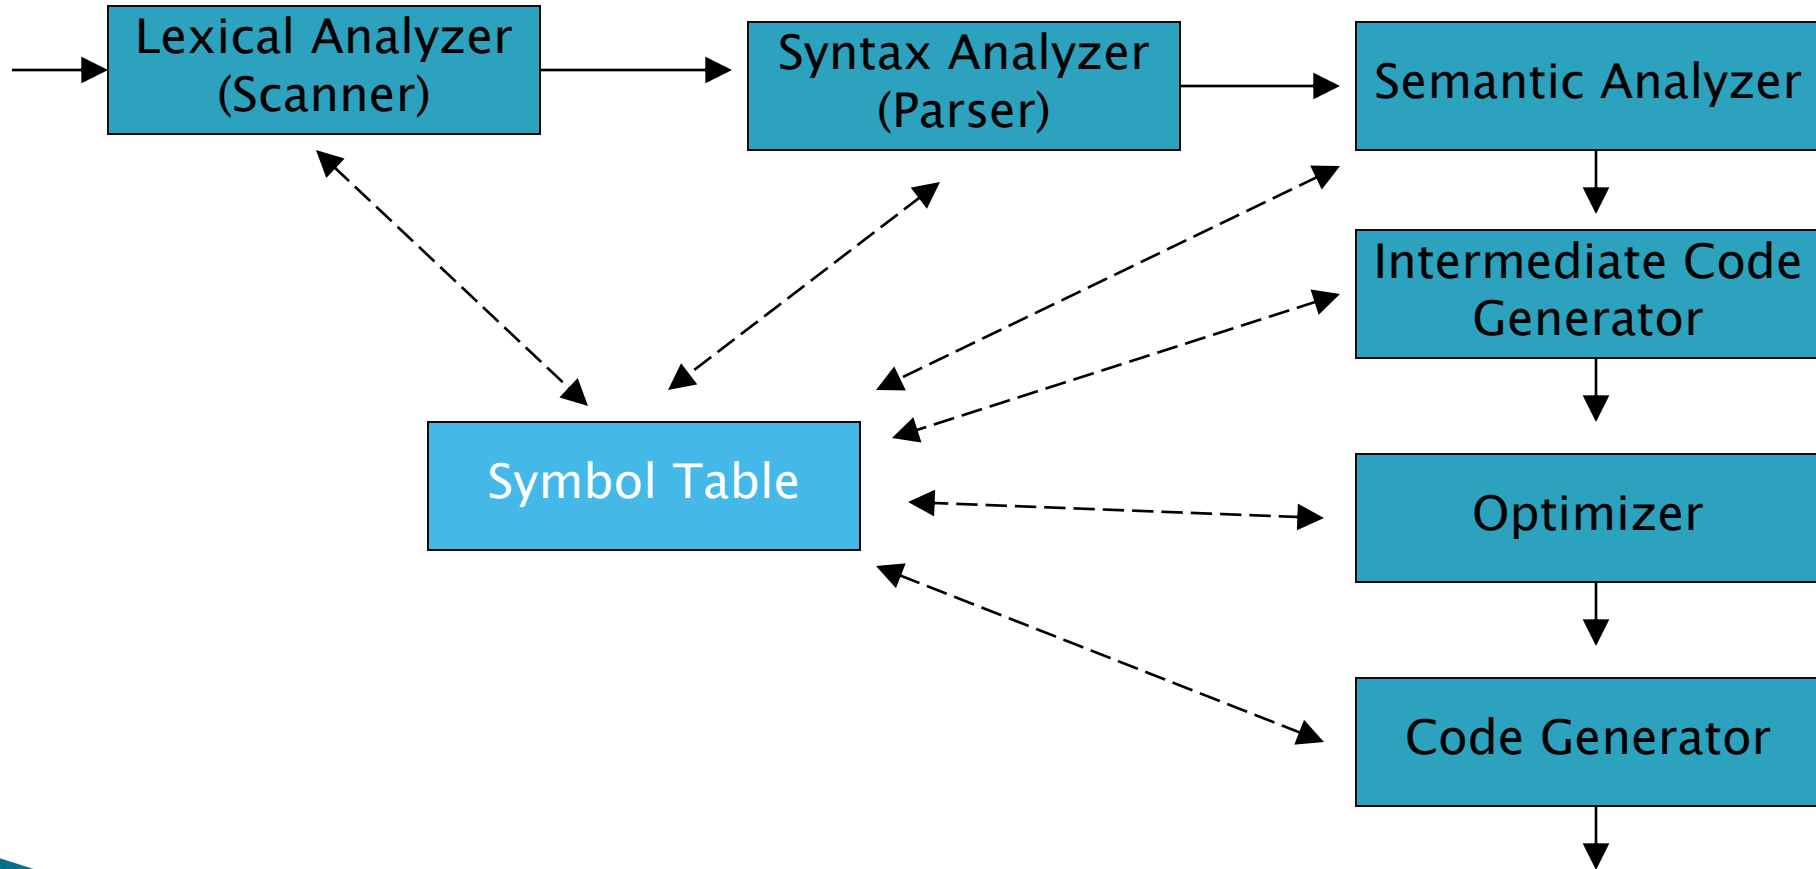 Lexical Analyzer
(Scanner)
Syntax Analyzer
(Parser)
Semantic Analyzer
Intermediate Code
Generator
Symbol Table
Optimizer
Code Generator